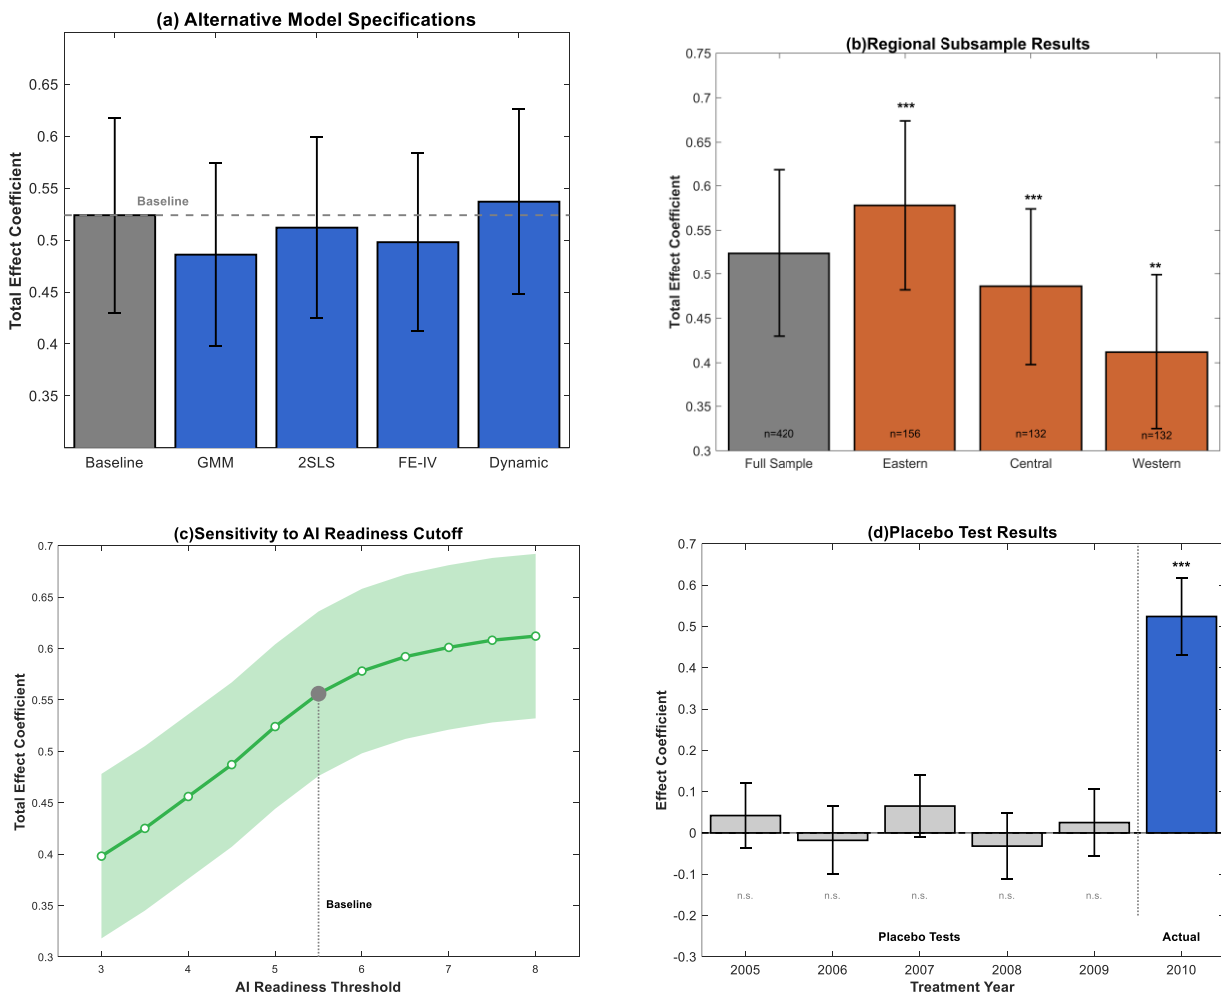 (a) Alternative Model Specifications
Total Effect Coefficient
0.65
0.6
0.55
0.5
0.45
0.4
0.35
Baseline
Baseline GMM 2SLS FE-IV Dynamic
(b)Regional Subsample Results
Total Effect Coefficient
0.75
0.7
0.65
0.6
0.55
0.5
0.45
0.4
0.35
0.3
***
***
**
n=420 n=156 n=132 n=132
Full Sample Eastern Central Western
(c)Sensitivity to AI Readiness Cutoff
Total Effect Coefficient
0.7
0.65
0.6
0.55
0.5
0.45
0.4
0.35
0.3
Baseline
3 4 5 6 7 8
AI Readiness Threshold
(d)Placebo Test Results
Effect Coefficient
0.7
0.6
0.5
0.4
0.3
0.2
0.1
0
-0.1
-0.2
-0.3
***
n.s. n.s. n.s. n.s. n.s.
Placebo Tests Actual
2005 2006 2007 2008 2009 2010
Treatment Year